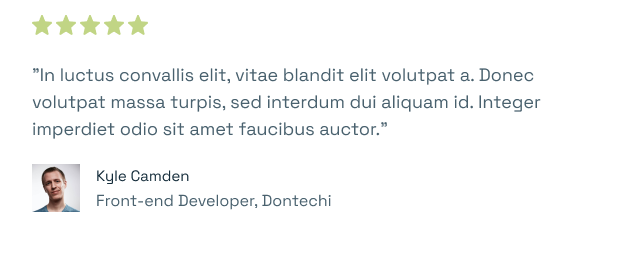 ”In luctus convallis elit, vitae blandit elit volutpat a. Donec
volutpat massa turpis, sed interdum dui aliquam id. Integer
imperdiet odio sit amet faucibus auctor.”
Kyle Camden
Front-end Developer, Dontechi